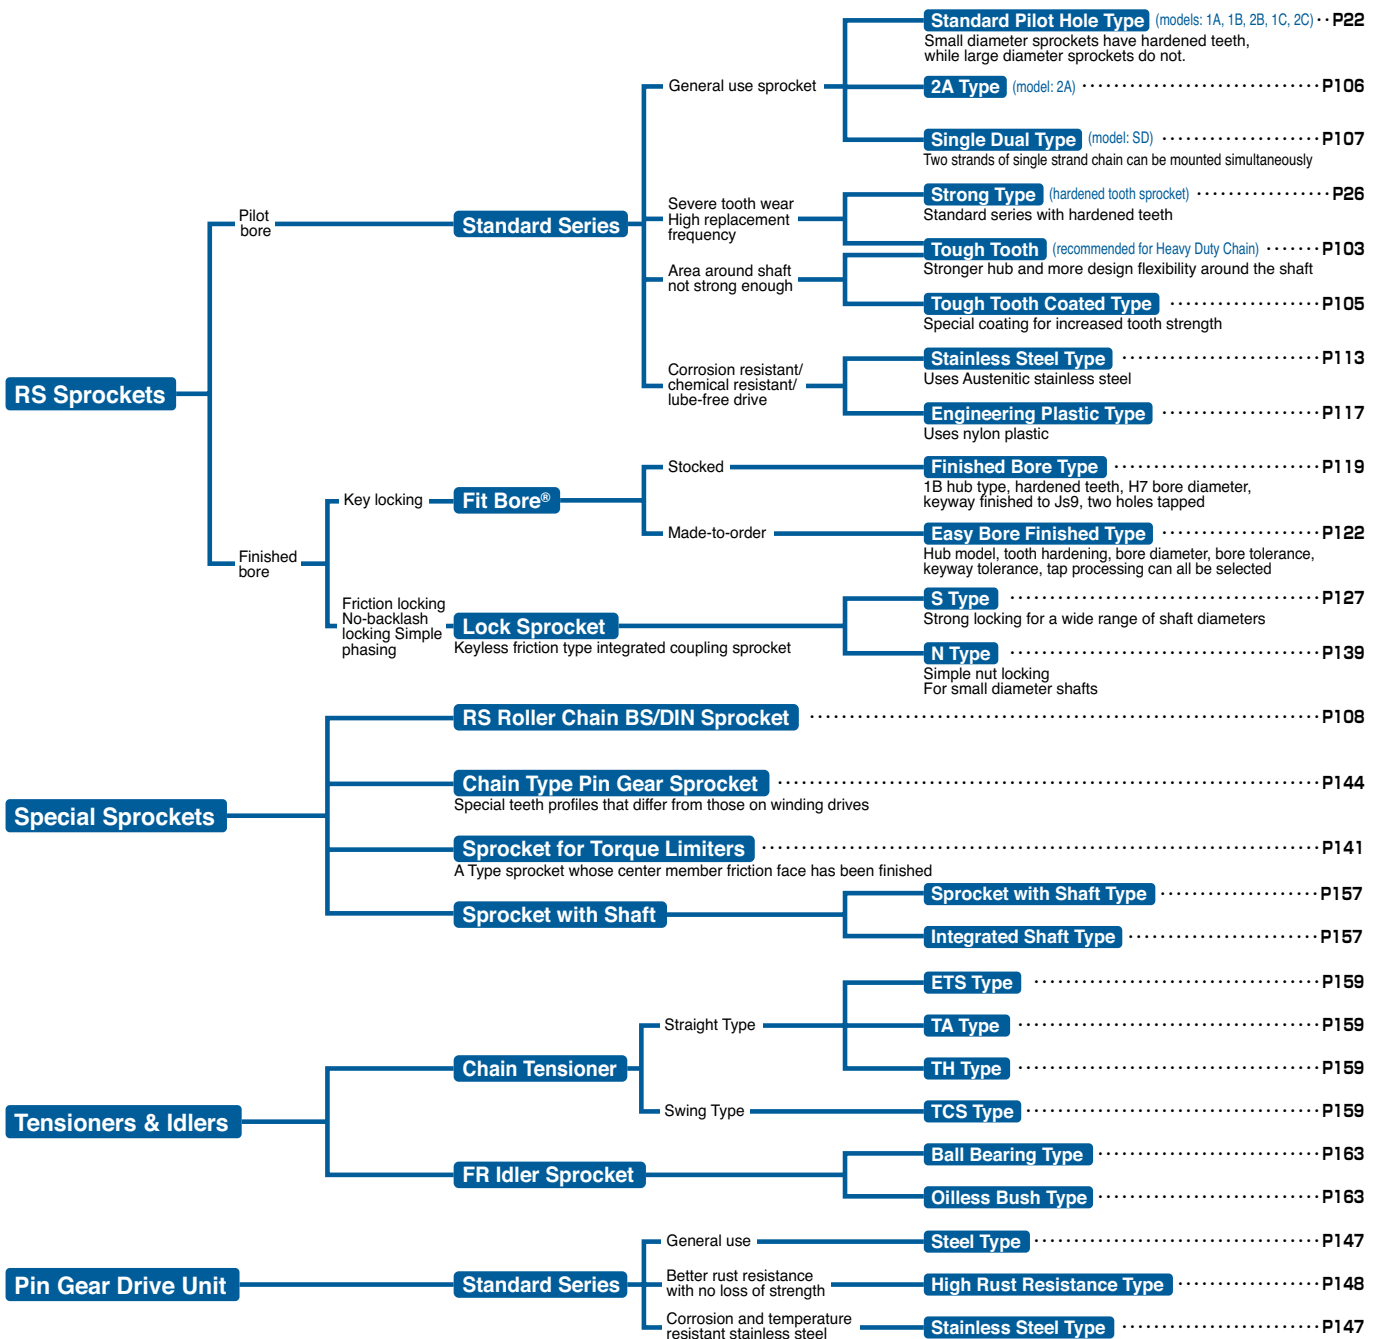 Standard Pilot Hole Type (models: 1A, 1B, 2B, 1C, 2C) ·· P22
Small diameter sprockets have hardened teeth,
while large diameter sprockets do not.
General use sprocket
2A Type (model: 2A) ······························ P106
Single Dual Type (model: SD) ···················· P107
Two strands of single strand chain can be mounted simultaneously
Severe tooth wear
High replacement
frequency
Strong Type (hardened tooth sprocket) ················ P26
Standard series with hardened teeth
Pilot
bore
Standard Series
Tough Tooth (recommended for Heavy Duty Chain) ······· P103
Stronger hub and more design flexibility around the shaft
Area around shaft
not strong enough
Tough Tooth Coated Type ··················· P105
Special coating for increased tooth strength
Corrosion resistant/
chemical resistant/
lube-free drive
Stainless Steel Type ························· P113
Uses Austenitic stainless steel
RS Sprockets
Engineering Plastic Type ···················· P117
Uses nylon plastic
Stocked
Finished Bore Type ·························· P119
1B hub type, hardened teeth, H7 bore diameter,
keyway finished to Js9, two holes tapped
Key locking
Fit Bore®
Made-to-order
Easy Bore Finished Type ···················· P122
Hub model, tooth hardening, bore diameter, bore tolerance,
keyway tolerance, tap processing can all be selected
Finished
bore
Friction locking
No-backlash
locking Simple
phasing
Lock Sprocket
Keyless friction type integrated coupling sprocket
S Type ······································· P127
Strong locking for a wide range of shaft diameters
N Type ······································· P139
Simple nut locking
For small diameter shafts
RS Roller Chain BS/DIN Sprocket ································································ P108
Chain Type Pin Gear Sprocket ···································································· P144
Special teeth profiles that differ from those on winding drives
Special Sprockets
Sprocket for Torque Limiters ······································································ P141
A Type sprocket whose center member friction face has been finished
Sprocket with Shaft
Sprocket with Shaft Type ···················· P157
Integrated Shaft Type ························ P157
ETS Type ···································· P159
Straight Type
TA Type ······································ P159
Chain Tensioner
TH Type ······································ P159
Swing Type
TCS Type ····································· P159
Tensioners & Idlers
Ball Bearing Type ···························· P163
FR Idler Sprocket
Oilless Bush Type ···························· P163
General use
Steel Type ···································· P147
Pin Gear Drive Unit
Standard Series
Better rust resistance
with no loss of strength
High Rust Resistance Type ·················· P148
Corrosion and temperature
resistant stainless steel
Stainless Steel Type ·························· P147